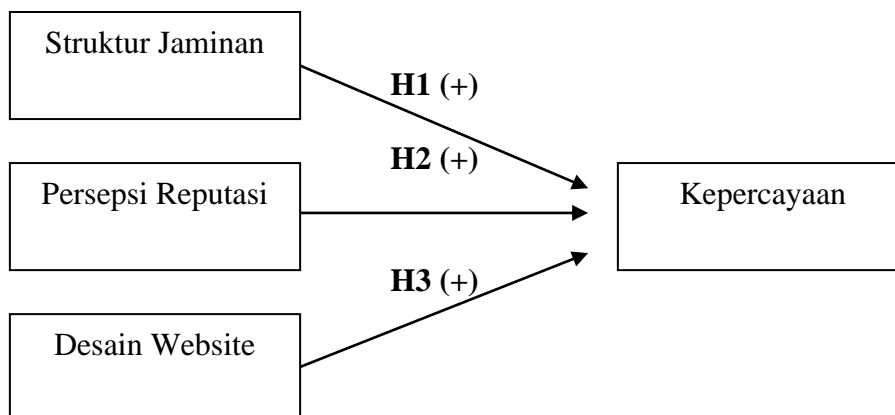 Struktur Jaminan
H1 (+)
H2 (+)
Persepsi Reputasi
Kepercayaan
H3 (+)
Desain Website